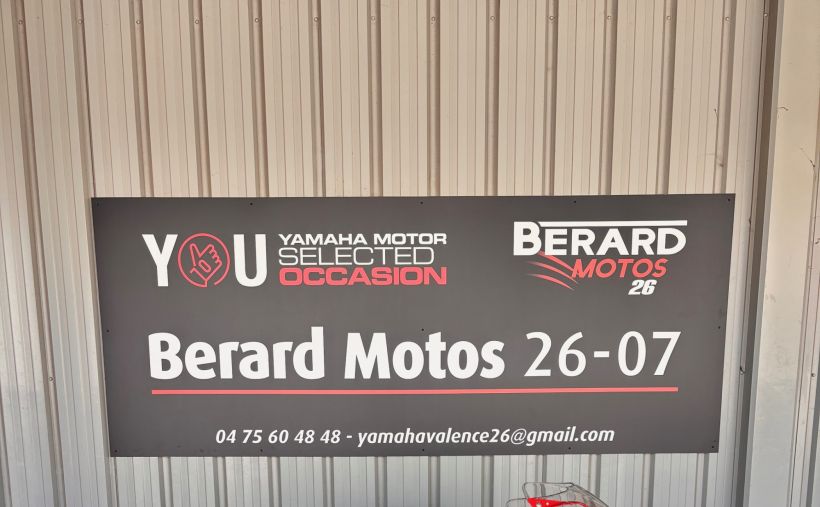 YOU YAMAHA MOTOR
SELECTED
OCCASION
BERARD
MOTOS
26
Berard Motos 26-07
04 75 60 48 48 - yamahavalence26@gmail.com